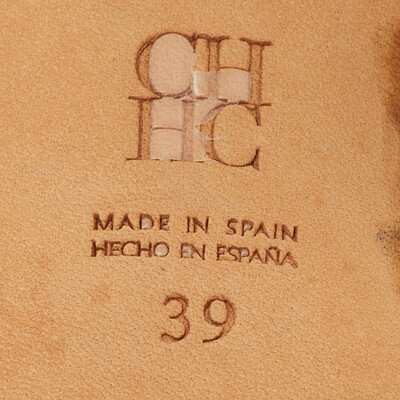 CH
HC
MADE IN SPAIN
HECHO EN ESPAÑA
39